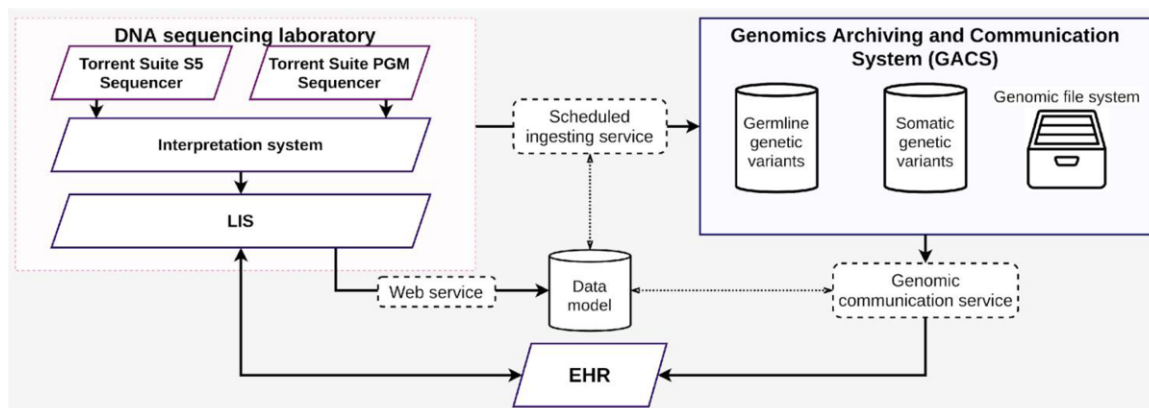 DNA sequencing laboratory
Torrent Suite S5
Sequencer
Torrent Suite PGM
Sequencer
Interpretation system
LIS
Scheduled
ingesting service
Genomics Archiving and Communication
System (GACS)
Germline
genetic
variants
Somatic
genetic
variants
Genomic file system
Web service
Data
model
Genomic
communication service
EHR